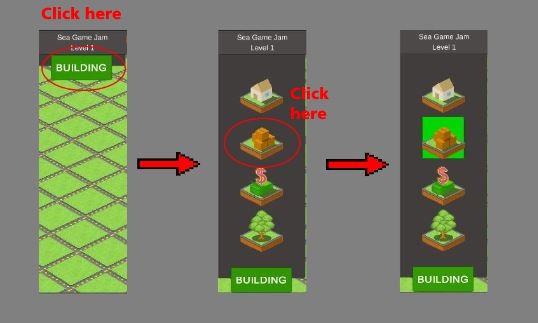 Click here
Sea Game Jam
Level 1
BUILDING
Sea Game Jam
Level 1
Click
here
$
BUILDING
Sea Game Jam
Level 1
$
BUILDING